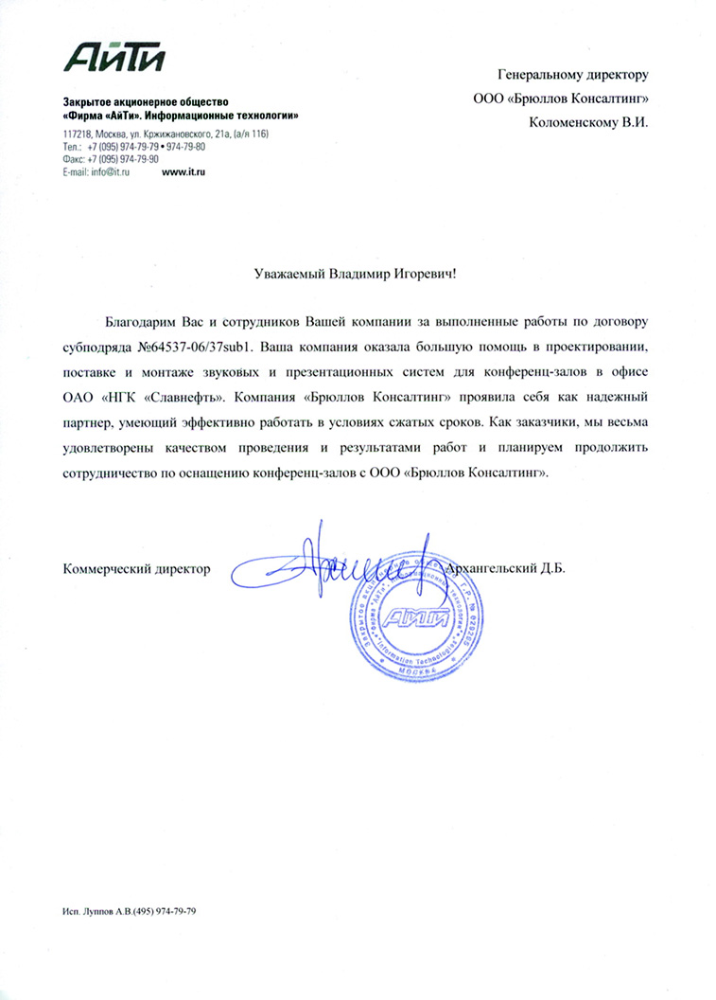 АйТи
Закрытое акционерное общество
«Фирма «АйТи». Информационные технологии»
117218, Москва, ул. Кржижановского, 21а, (а/я 116)
Тел.: +7 (095) 974-79-79 • 974-79-80
Факс: +7 (095) 974-79-90
E-mail: info@it.ru www.it.ru
Генеральному директору
ООО «Брюллов Консалтинг»
Коломенскому В.И.
Уважаемый Владимир Игоревич!
Благодарим Вас и сотрудников Вашей компании за выполненные работы по договору
субподряда №64537-06/37sub1. Ваша компания оказала большую помощь в проектировании,
поставке и монтаже звуковых и презентационных систем для конференц-залов в офисе
ОАО «НГК «Славнефть». Компания «Брюллов Консалтинг» проявила себя как надежный
партнер, умеющий эффективно работать в условиях сжатых сроков. Как заказчики, мы весьма
удовлетворены качеством проведения и результатами работ и планируем продолжить
сотрудничество по оснащению конференц-залов с ООО «Брюллов Консалтинг».
Коммерческий директор Архангельский Д.Б.
Закрытое акционерное общество Г.Р. №
"Фирма "АйТи". Информационные технологии"
АйТи
"Information Technologies"
МОСКВА
Исп. Луппов А.В.(495) 974-79-79